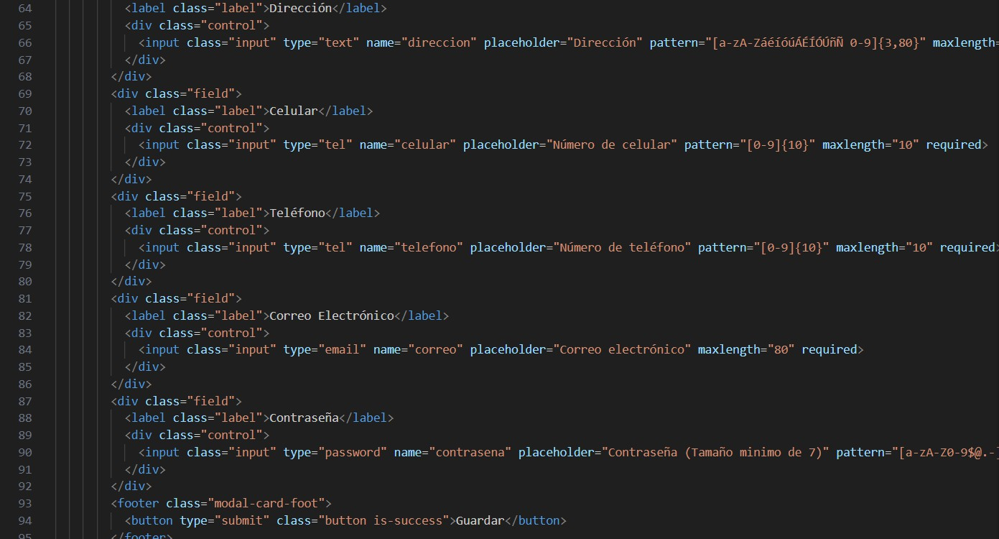 64 <label class="label">Dirección</label>
65 <div class="control">
66 <input class="input" type="text" name="direccion" placeholder="Dirección" pattern="[a-zA-ZáéíóúÁÉÍÓÚñÑ 0-9]{3,80}" maxlength=
67 </div>
68 </div>
69 <div class="field">
70 <label class="label">Celular</label>
71 <div class="control">
72 <input class="input" type="tel" name="celular" placeholder="Número de celular" pattern="[0-9]{10}" maxlength="10" required>
73 </div>
74 </div>
75 <div class="field">
76 <label class="label">Teléfono</label>
77 <div class="control">
78 <input class="input" type="tel" name="telefono" placeholder="Número de teléfono" pattern="[0-9]{10}" maxlength="10" required>
79 </div>
80 </div>
81 <div class="field">
82 <label class="label">Correo Electrónico</label>
83 <div class="control">
84 <input class="input" type="email" name="correo" placeholder="Correo electrónico" maxlength="80" required>
85 </div>
86 </div>
87 <div class="field">
88 <label class="label">Contraseña</label>
89 <div class="control">
90 <input class="input" type="password" name="contrasena" placeholder="Contraseña (Tamaño minimo de 7)" pattern="[a-zA-Z0-9$@.-]
91 </div>
92 </div>
93 <footer class="modal-card-foot">
94 <button type="submit" class="button is-success">Guardar</button>
95 </footer>